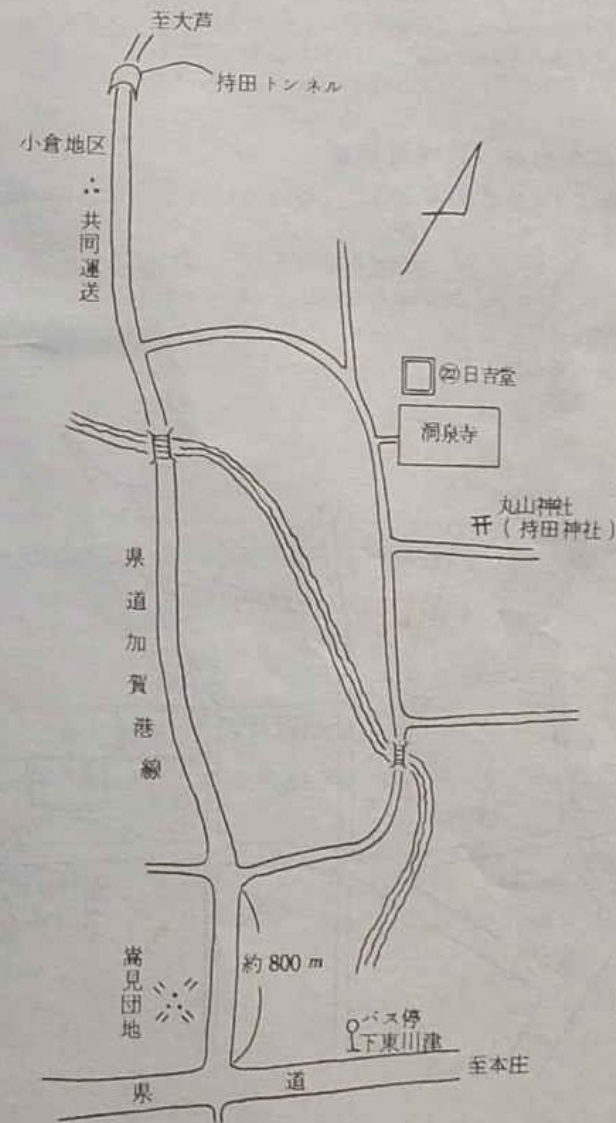 至大芦
持田トンネル
小倉地区
∴共同運送
㉒日吉堂
洞泉寺
丸山神社
(持田神社)
県道加賀港線
嵩見団地
約800m
バス停
下東川津
至本庄
県道